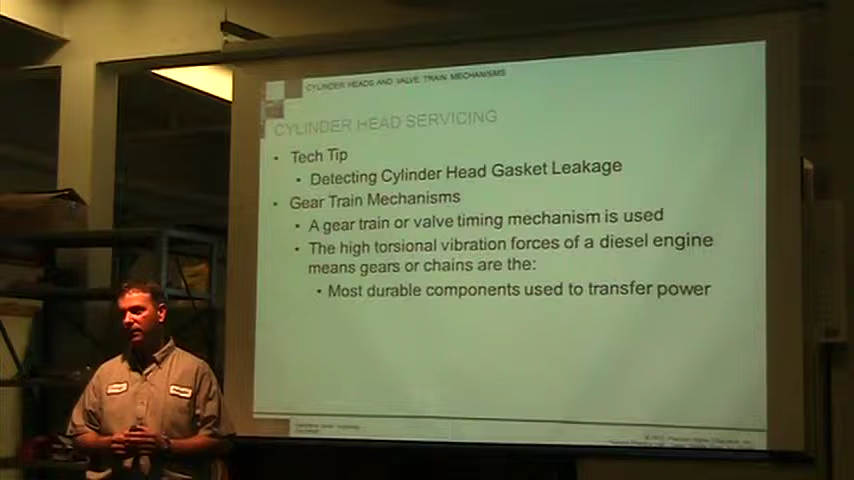 CYLINDER HEADS AND VALVE TRAIN MECHANISMS
CYLINDER HEAD SERVICING
• Tech Tip
• Detecting Cylinder Head Gasket Leakage
• Gear Train Mechanisms
• A gear train or valve timing mechanism is used
• The high torsional vibration forces of a diesel engine
means gears or chains are the:
• Most durable components used to transfer power